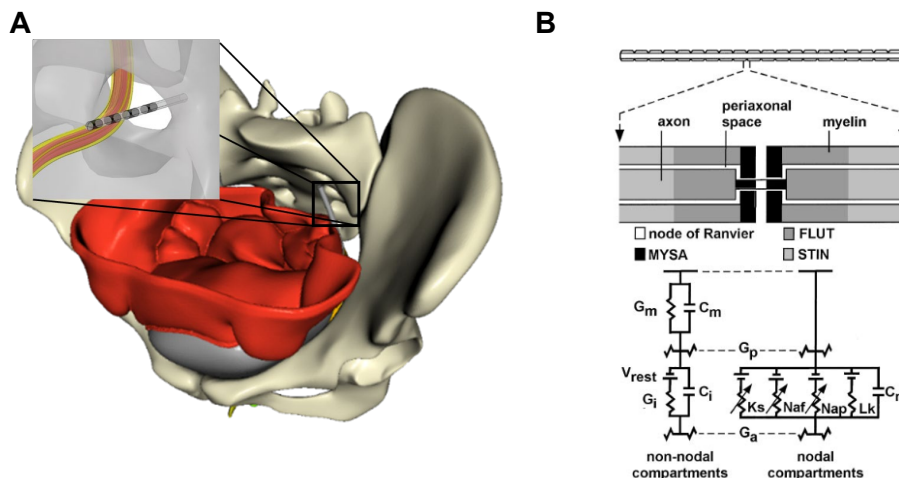 A
B
periaxonal
axon
space
myelin
node of Ranvier
FLUT
MYSA
STIN
Gm
Cm
Gp
Vrest
Gi
Ci
Ks
Naf
Nap
Lk
Ga
non-nodal
nodal
compartments
compartments